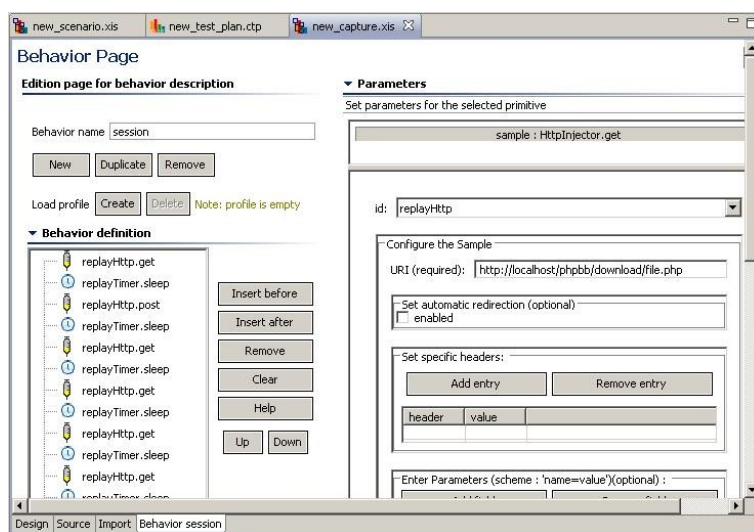 new_scenario.xis
new_test_plan.ctp
new_capture.xis
Behavior Page
Edition page for behavior description
Behavior name session
New Duplicate Remove
Load profile Create Delete Note: profile is empty
Behavior definition
replayHttp.get
replayTimer.sleep
replayHttp.post
replayTimer.sleep
replayHttp.get
replayTimer.sleep
replayHttp.get
replayTimer.sleep
replayHttp.get
replayTimer.sleep
replayHttp.get
replayTimer.sleep
Insert before
Insert after
Remove
Clear
Help
Up Down
Parameters
Set parameters for the selected primitive
sample : HttpInjector.get
id: replayHttp
Configure the Sample
URI (required): http://localhost/phpbb/download/file.php
Set automatic redirection (optional)
enabled
Set specific headers:
Add entry Remove entry
header value
Enter Parameters (scheme : 'name=value')(optional) :
Design Source Import Behavior session